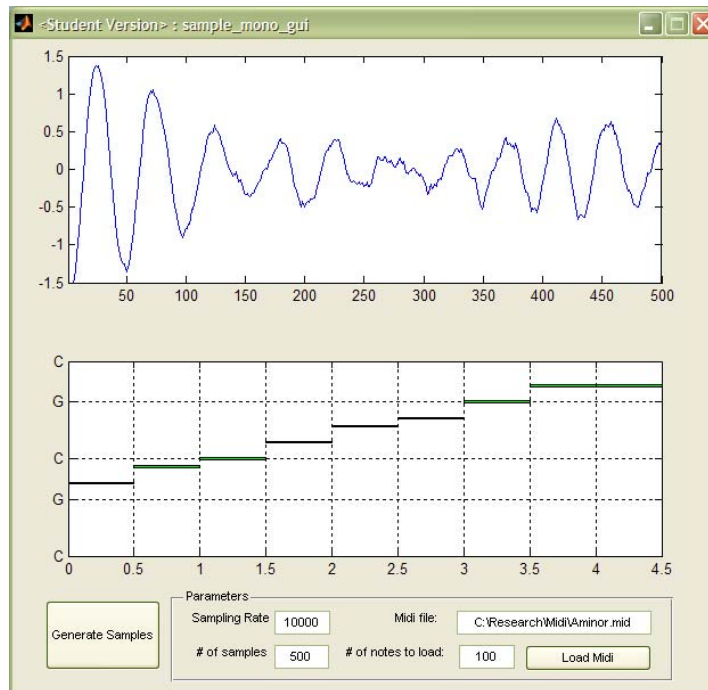 <Student Version> : sample_mono_gui
1.5
1
0.5
0
-0.5
-1
-1.5
50 100 150 200 250 300 350 400 450 500
C
G
C
G
C
0 0.5 1 1.5 2 2.5 3 3.5 4 4.5
Parameters
Generate Samples
Sampling Rate 10000 Midi file: C:\Research\Midi\Aminor.mid
# of samples 500 # of notes to load: 100 Load Midi